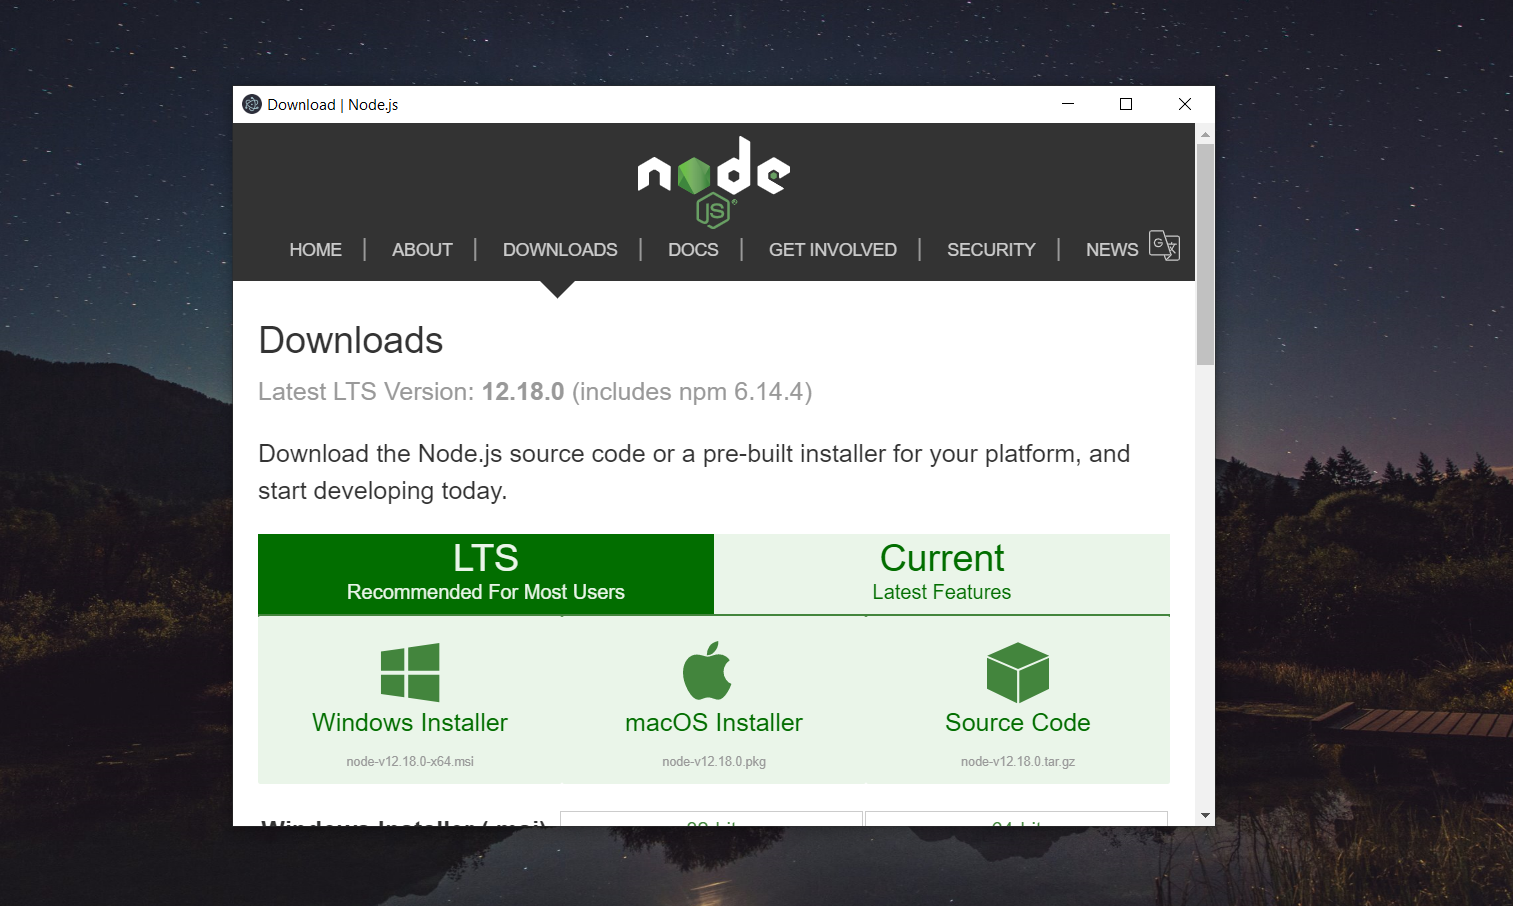 Download | Node.js
node
JS
HOME | ABOUT | DOWNLOADS | DOCS | GET INVOLVED | SECURITY | NEWS
Downloads
Latest LTS Version: 12.18.0 (includes npm 6.14.4)
Download the Node.js source code or a pre-built installer for your platform, and
start developing today.
LTS
Recommended For Most Users
Current
Latest Features
Windows Installer
node-v12.18.0-x64.msi
macOS Installer
node-v12.18.0.pkg
Source Code
node-v12.18.0.tar.gz
Windows Installer (.msi)